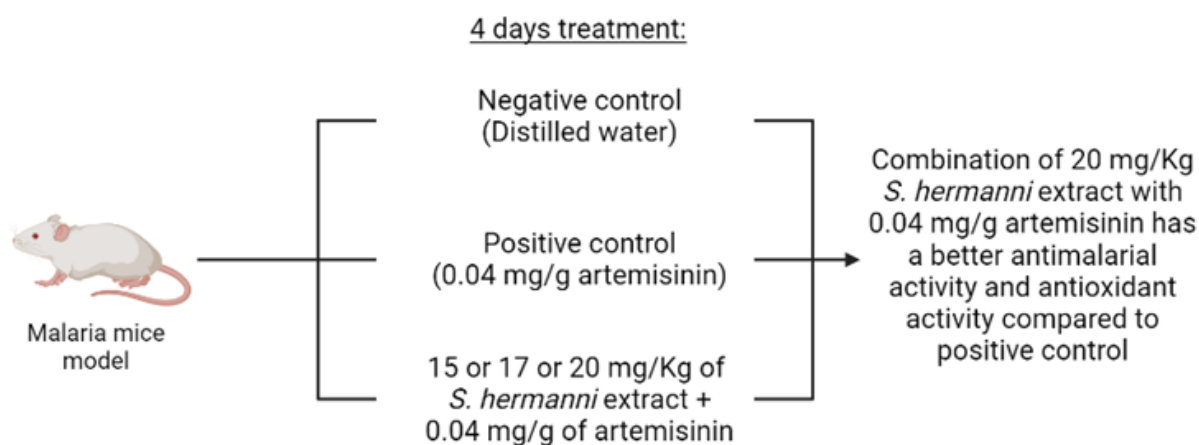 4 days treatment:
Negative control
(Distilled water)
Malaria mice
model
Positive control
(0.04 mg/g artemisinin)
15 or 17 or 20 mg/Kg of
S. hermanni extract +
0.04 mg/g of artemisinin
Combination of 20 mg/Kg
S. hermanni extract with
0.04 mg/g artemisinin has
a better antimalarial
activity and antioxidant
activity compared to
positive control